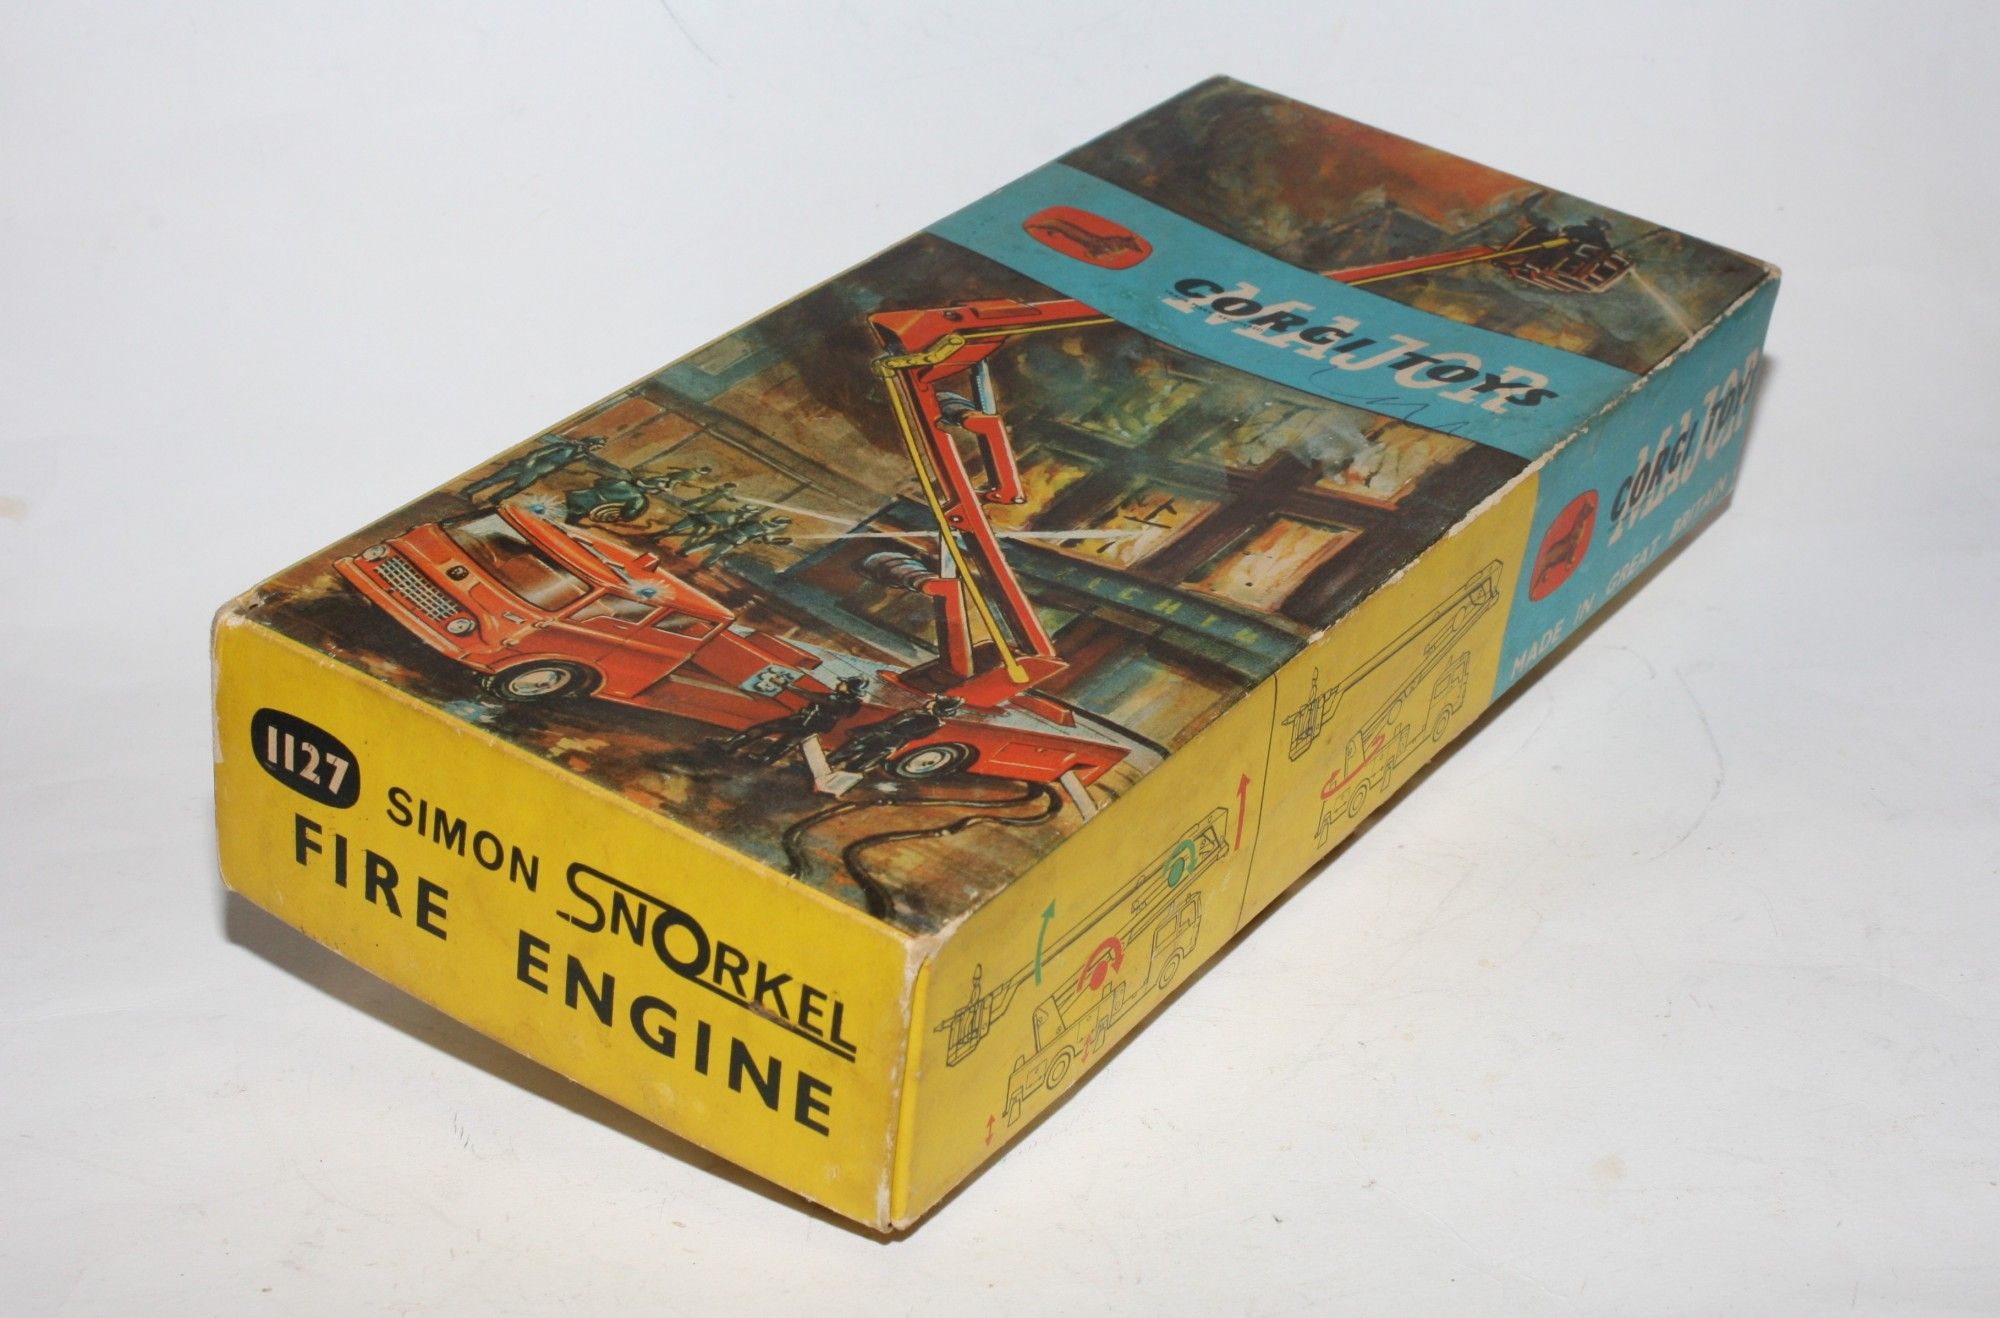 CORGI TOYS
MAJOR
CORGI TOYS
MAJOR
MADE IN GREAT BRITAIN
1127
SIMON SNORKEL
FIRE ENGINE